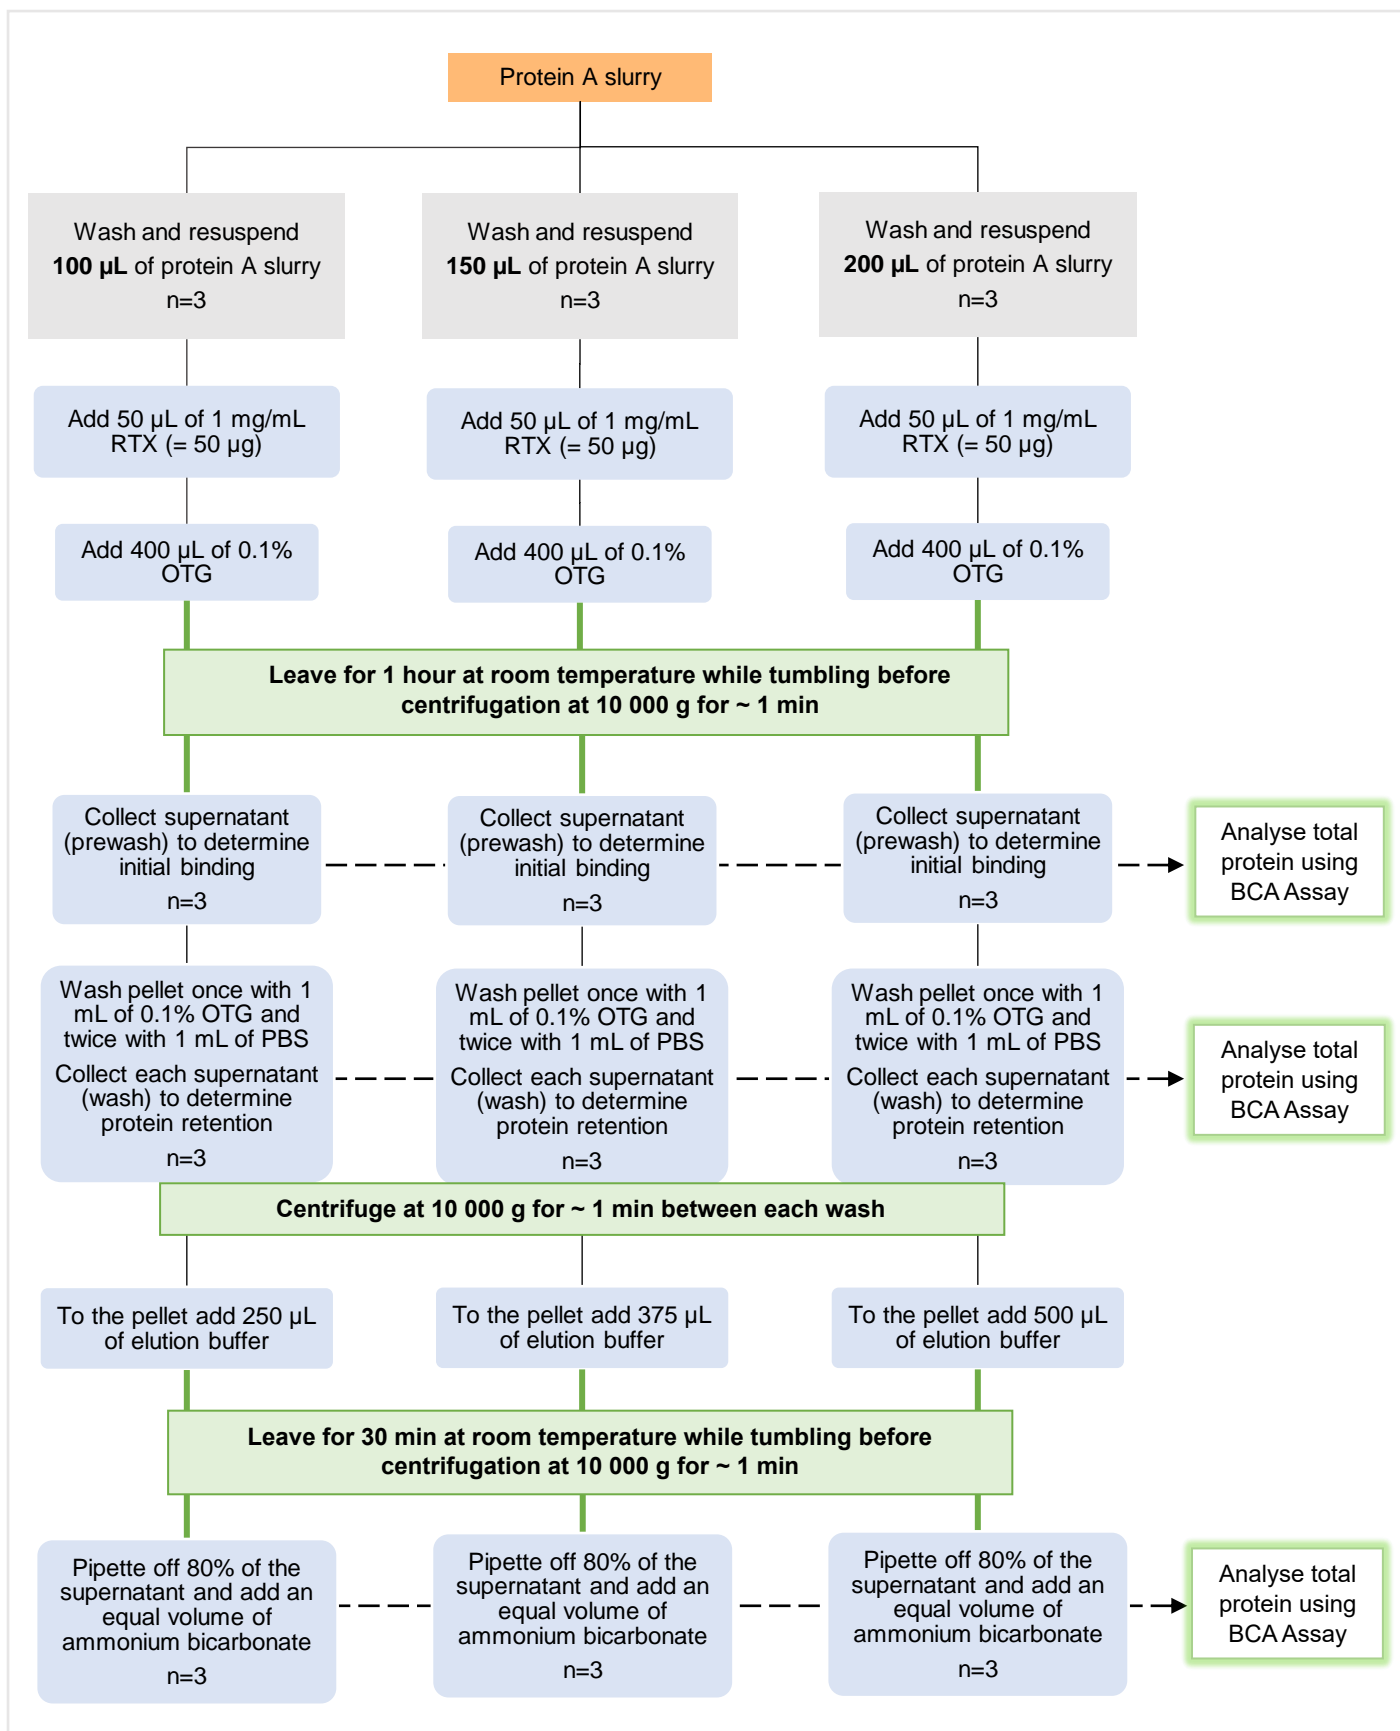 Protein A slurry
Wash and resuspend
100 µL of protein A slurry
n=3
Wash and resuspend
150 µL of protein A slurry
n=3
Wash and resuspend
200 µL of protein A slurry
n=3
Add 50 µL of 1 mg/mL
RTX (= 50 µg)
Add 50 µL of 1 mg/mL
RTX (= 50 µg)
Add 50 µL of 1 mg/mL
RTX (= 50 µg)
Add 400 µL of 0.1%
OTG
Add 400 µL of 0.1%
OTG
Add 400 µL of 0.1%
OTG
Leave for 1 hour at room temperature while tumbling before
centrifugation at 10 000 g for ~ 1 min
Collect supernatant
(prewash) to determine
initial binding
n=3
Collect supernatant
(prewash) to determine
initial binding
n=3
Collect supernatant
(prewash) to determine
initial binding
n=3
Analyse total
protein using
BCA Assay
Wash pellet once with 1
mL of 0.1% OTG and
twice with 1 mL of PBS
Collect each supernatant
(wash) to determine
protein retention
n=3
Wash pellet once with 1
mL of 0.1% OTG and
twice with 1 mL of PBS
Collect each supernatant
(wash) to determine
protein retention
n=3
Wash pellet once with 1
mL of 0.1% OTG and
twice with 1 mL of PBS
Collect each supernatant
(wash) to determine
protein retention
n=3
Analyse total
protein using
BCA Assay
Centrifuge at 10 000 g for ~ 1 min between each wash
To the pellet add 250 µL
of elution buffer
To the pellet add 375 µL
of elution buffer
To the pellet add 500 µL
of elution buffer
Leave for 30 min at room temperature while tumbling before
centrifugation at 10 000 g for ~ 1 min
Pipette off 80% of the
supernatant and add an
equal volume of
ammonium bicarbonate
n=3
Pipette off 80% of the
supernatant and add an
equal volume of
ammonium bicarbonate
n=3
Pipette off 80% of the
supernatant and add an
equal volume of
ammonium bicarbonate
n=3
Analyse total
protein using
BCA Assay